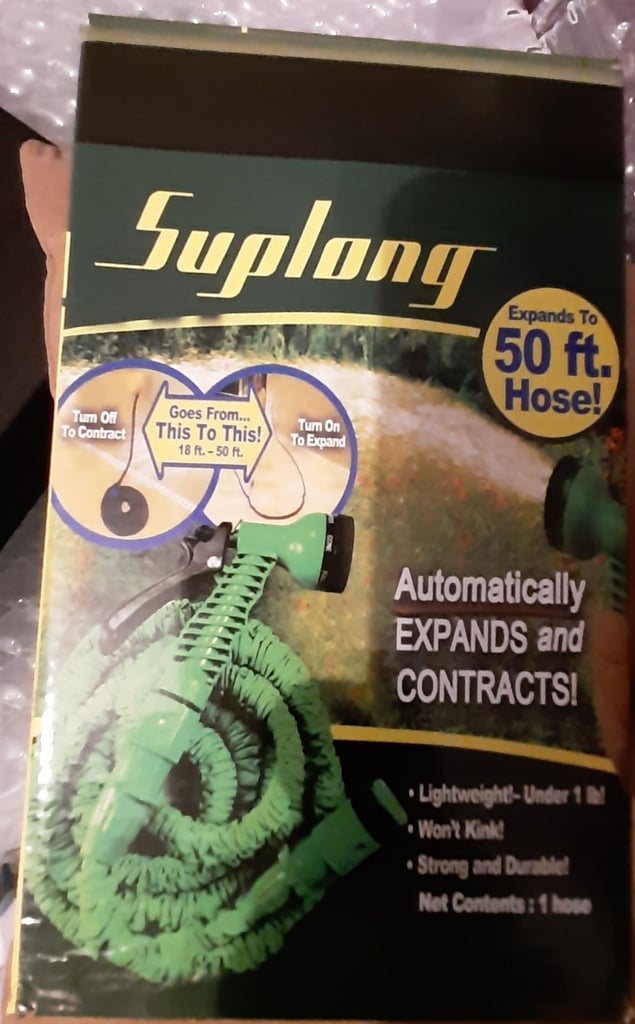 Suplong
Expands To
50 ft.
Hose!
Turn Off
To Contract
Goes From...
This To This!
18 ft. - 50 ft.
Turn On
To Expand
Automatically
EXPANDS and
CONTRACTS!
• Lightweight!- Under 1 lb!
• Won't Kink!
• Strong and Durable!
Net Contents : 1 hose